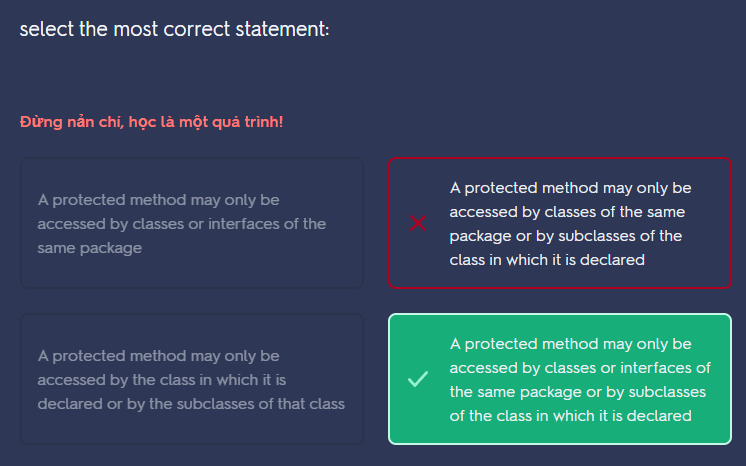 select the most correct statement:
Đừng nản chí, học là một quá trình!
A protected method may only be
accessed by classes or interfaces of the
same package
A protected method may only be
accessed by classes of the same
package or by subclasses of the
class in which it is declared
A protected method may only be
accessed by the class in which it is
declared or by the subclasses of that class
A protected method may only be
accessed by classes or interfaces of
the same package or by subclasses
of the class in which it is declared